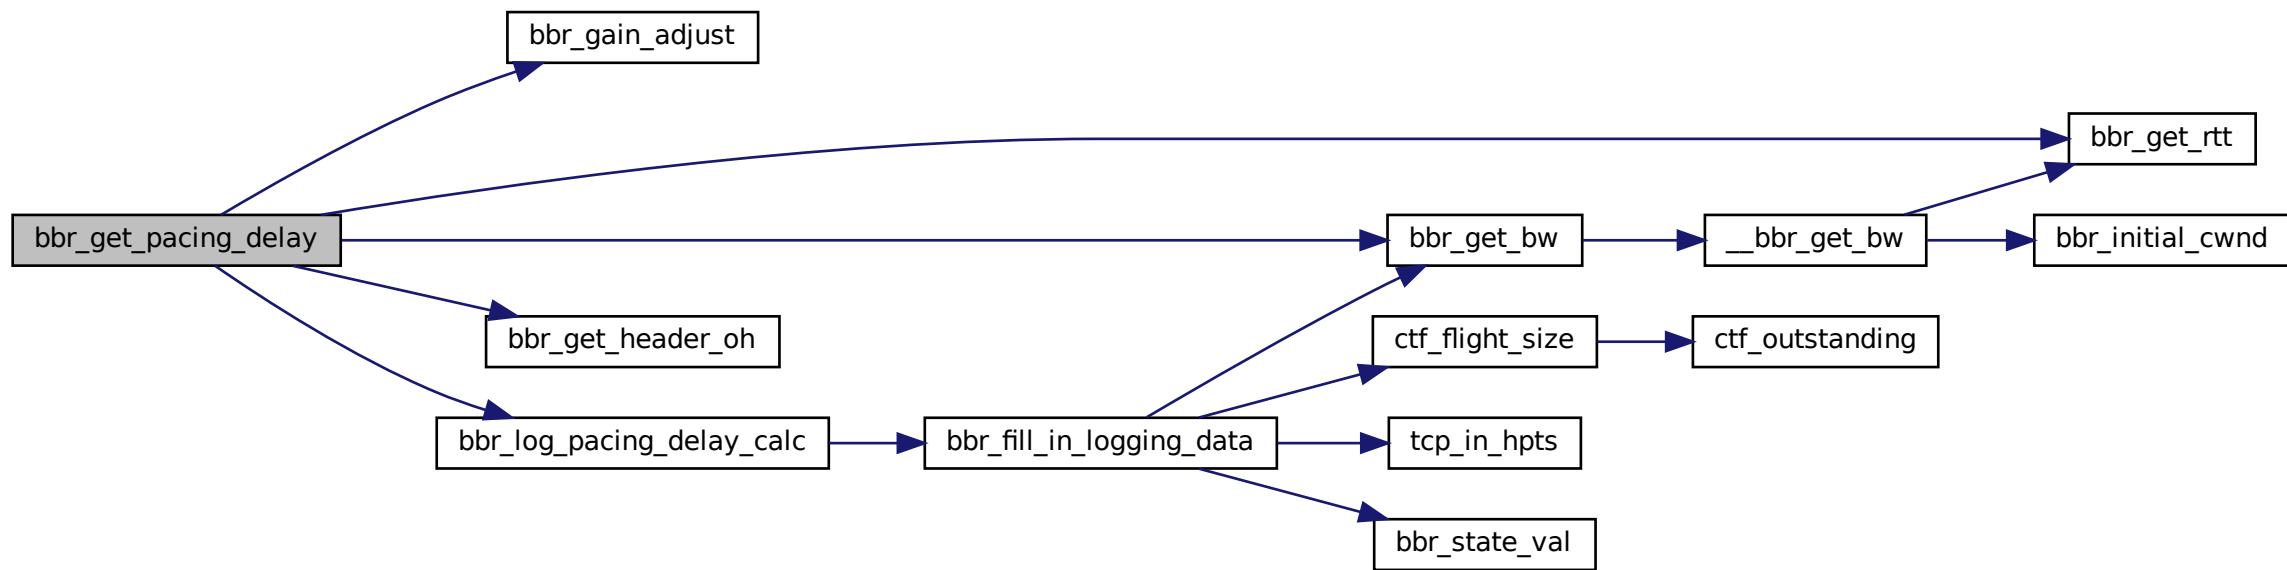 bbr_gain_adjust
bbr_get_rtt
bbr_get_pacing_delay
bbr_get_bw
__bbr_get_bw
bbr_initial_cwnd
bbr_get_header_oh
ctf_flight_size
ctf_outstanding
bbr_log_pacing_delay_calc
bbr_fill_in_logging_data
tcp_in_hpts
bbr_state_val